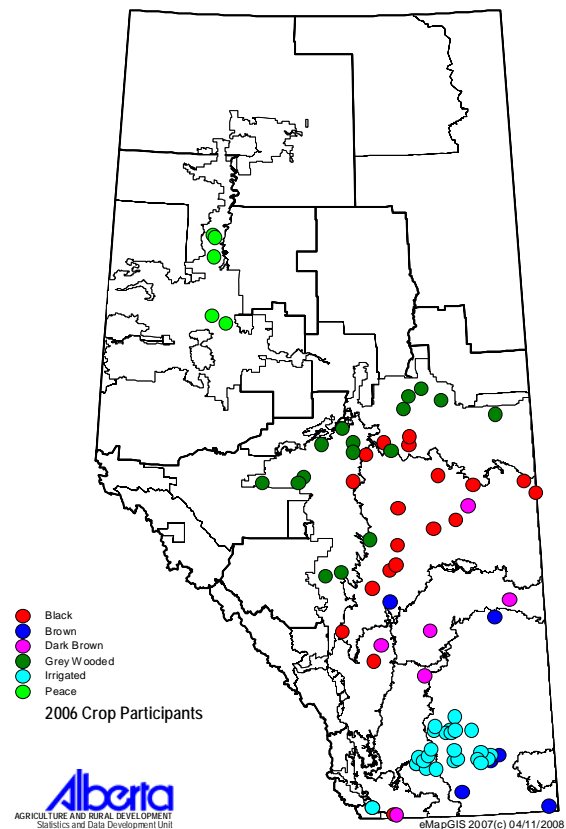 Black
Brown
Dark Brown
Grey Wooded
Irrigated
Peace
2006 Crop Participants
Alberta
AGRICULTURE AND RURAL DEVELOPMENT
Statistics and Data Development Unit
eMapGIS 2007(c) 04/11/2008